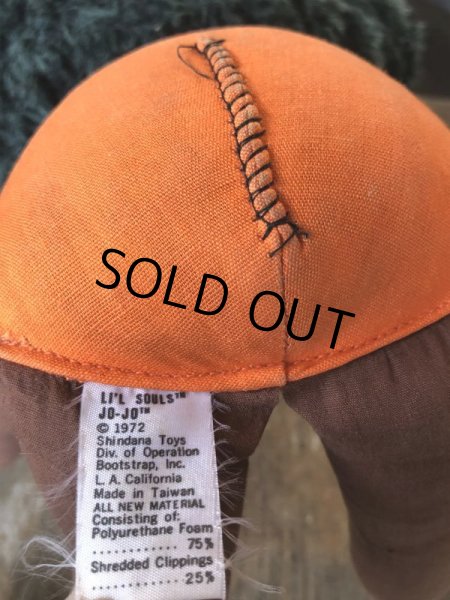 SOLD OUT
LI'L SOULS™
JO-JO™
© 1972
Shindana Toys
Div. of Operation
Bootstrap, Inc.
L. A. California
Made in Taiwan
ALL NEW MATERIAL
Consisting of:
Polyurethane Foam
............ 75%
Shredded Clippings
............ 25%